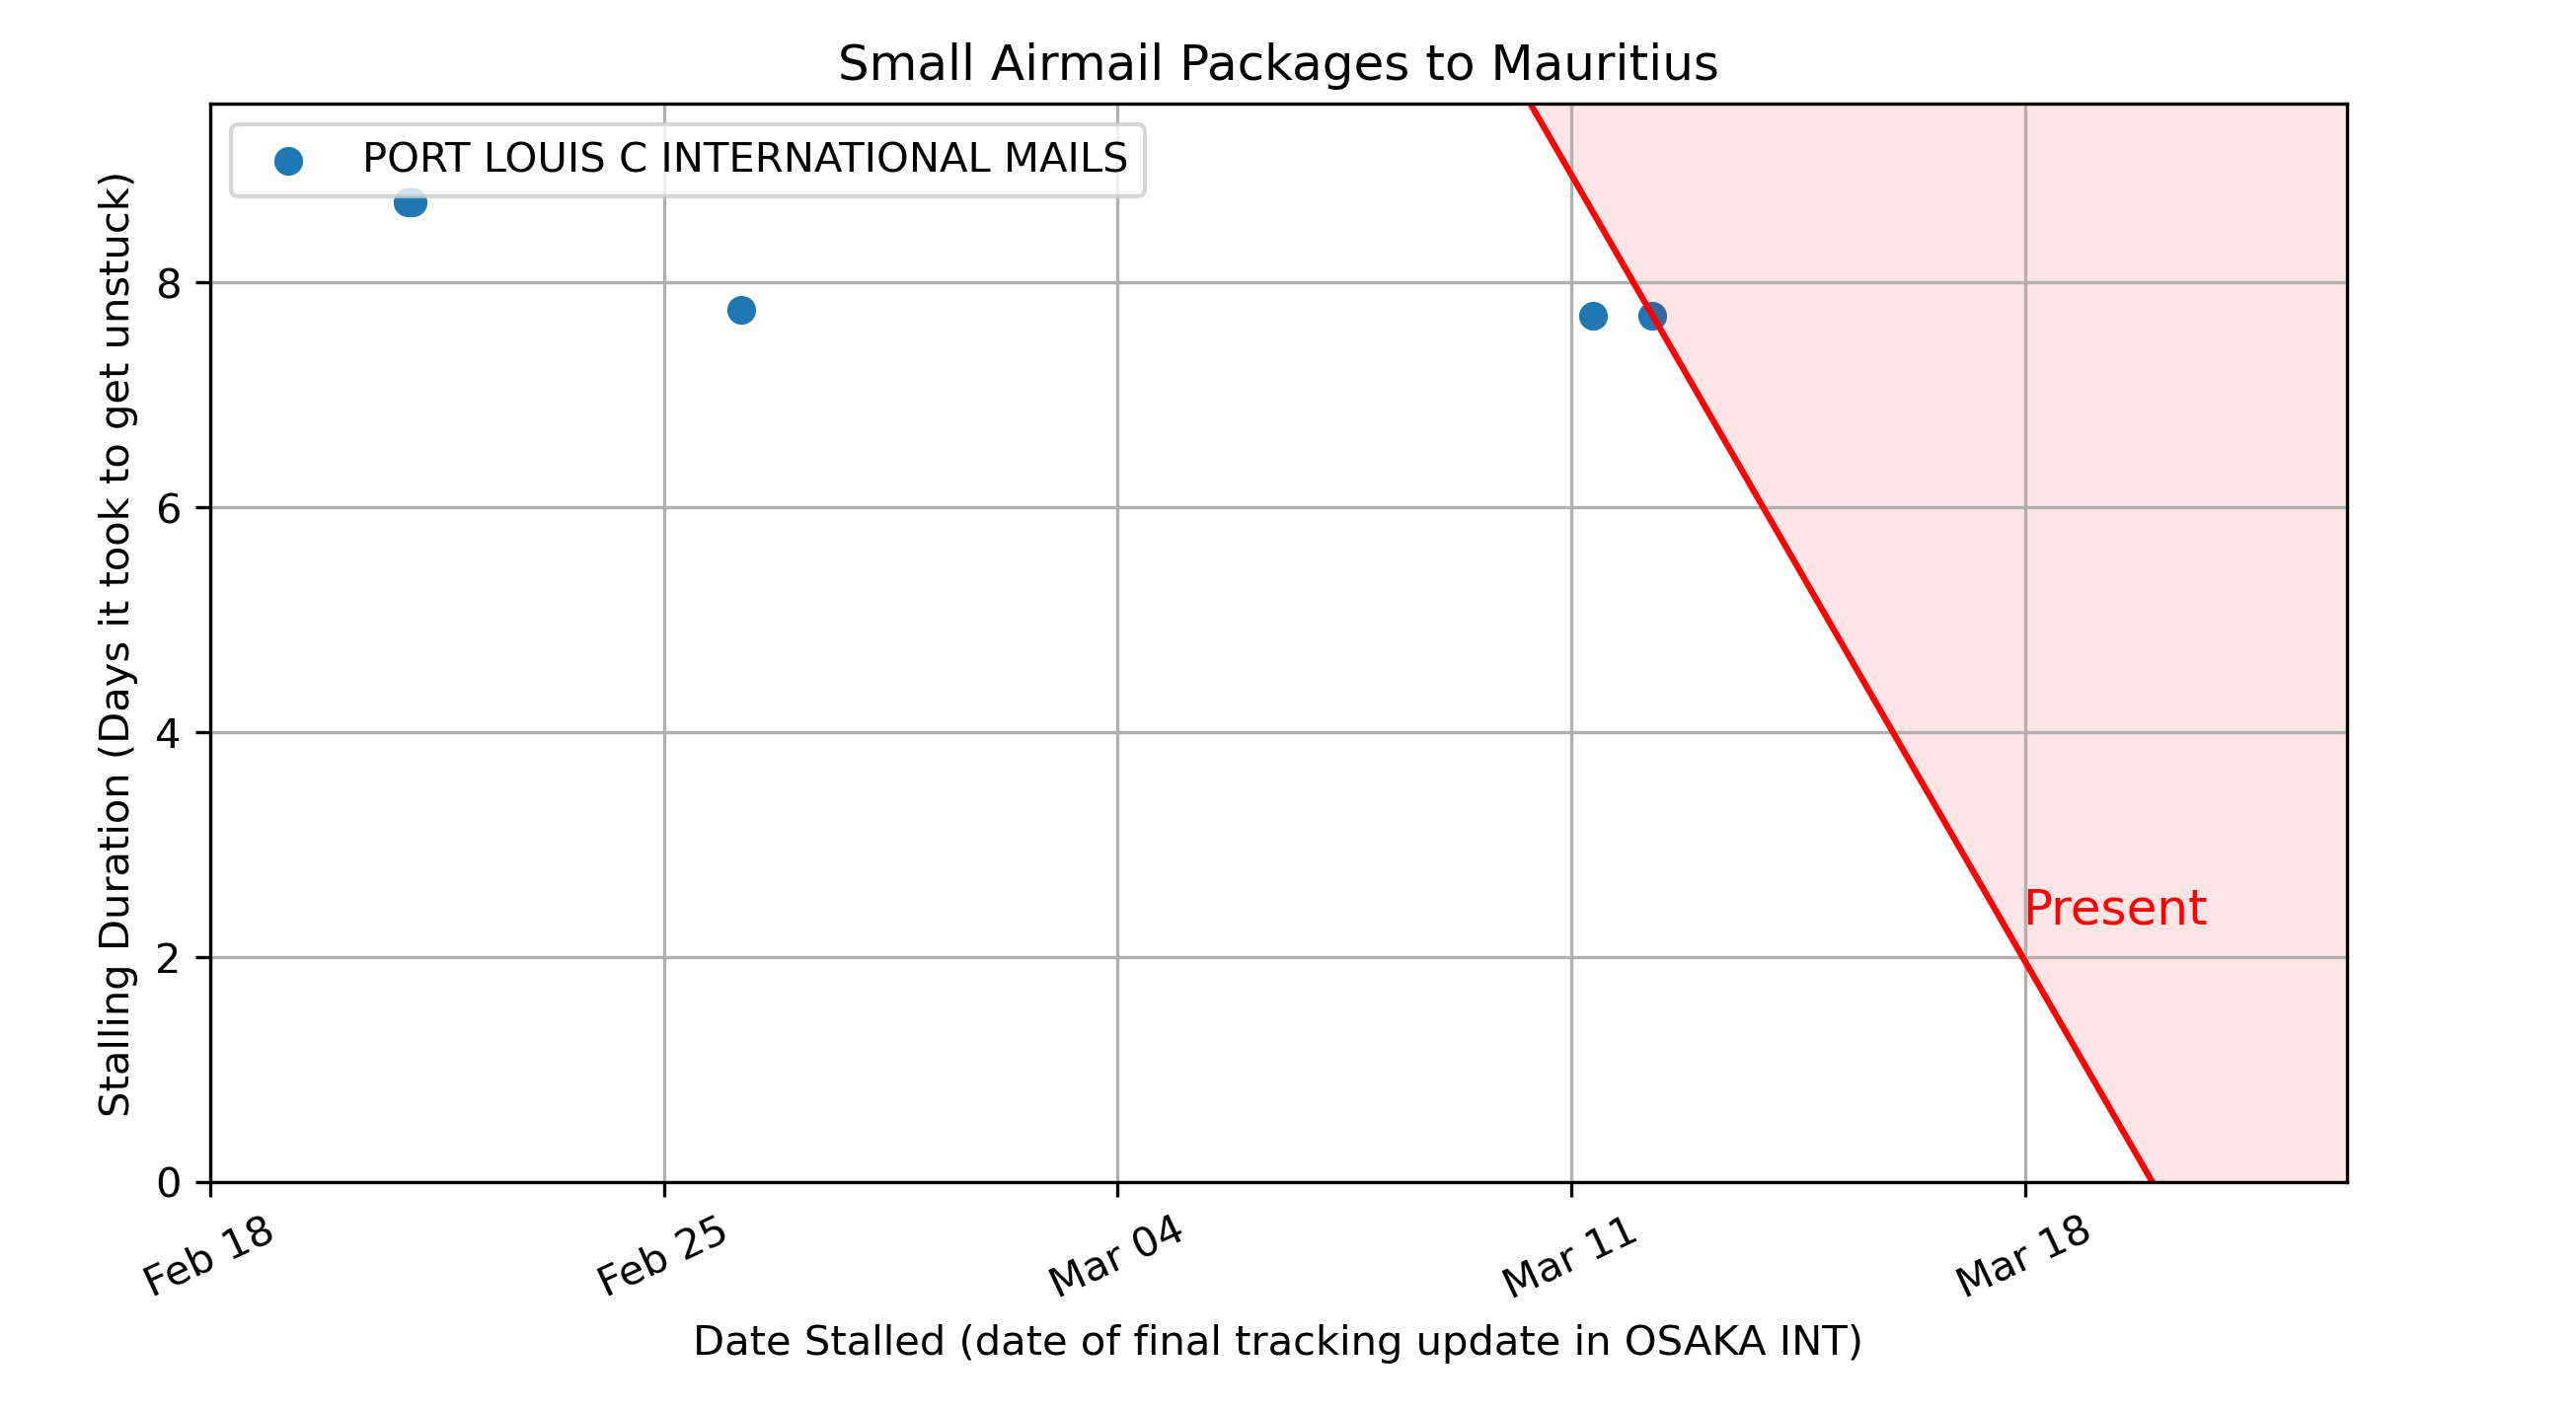 Small Airmail Packages to Mauritius
PORT LOUIS C INTERNATIONAL MAILS
Stalling Duration (Days it took to get unstuck)
8
6
4
2
0
Present
Feb 18
Feb 25
Mar 04
Mar 11
Mar 18
Date Stalled (date of final tracking update in OSAKA INT)